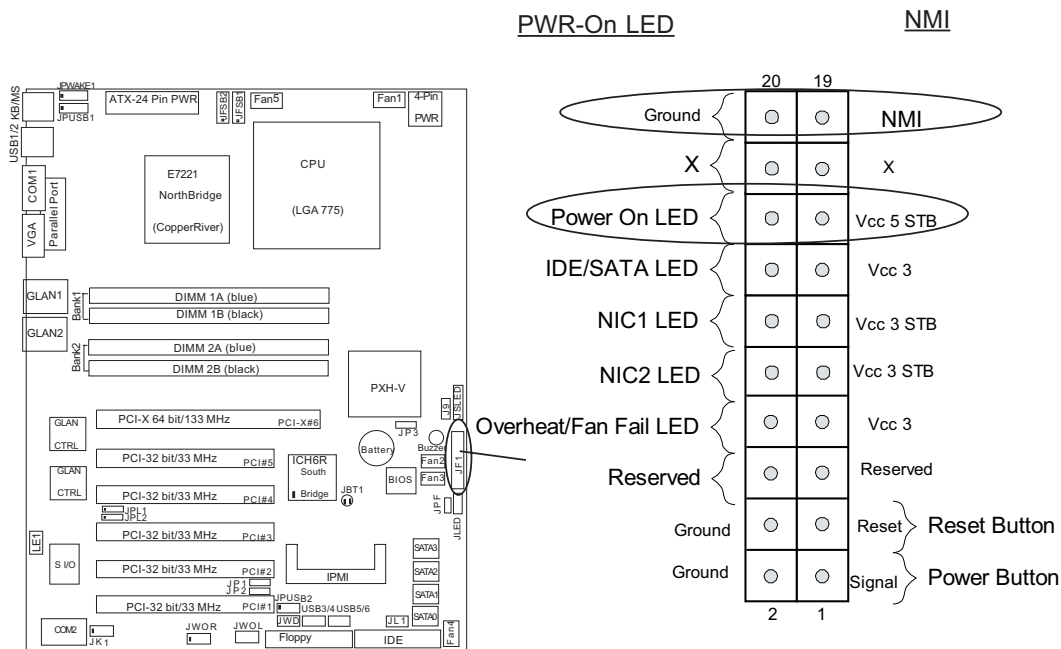 PWR-On LED
NMI
JPWAKE1
JPUSB1
USB1/2 KB/MS
ATX-24 Pin PWR
JFSB2
JFSB1
Fan5
Fan1
4-Pin
PWR
COM1
Parallel Port
VGA
E7221
NorthBridge
(CopperRiver)
CPU
(LGA 775)
GLAN1
GLAN2
Bank1
DIMM 1A (blue)
DIMM 1B (black)
Bank2
DIMM 2A (blue)
DIMM 2B (black)
PXH-V
J9
JSLED
PCI-X 64 bit/133 MHz
PCI-X#6
JP3
GLAN
CTRL
Battery
Buzzer
JF1
PCI-32 bit/33 MHz
PCI#5
ICH6R
South
Bridge
Fan2
Fan3
BIOS
GLAN
CTRL
PCI-32 bit/33 MHz
PCI#4
JBT1
JPF
JLED
JPL1
JPL2
PCI-32 bit/33 MHz
PCI#3
LE1
S I/O
PCI-32 bit/33 MHz
PCI#2
IPMI
SATA3
SATA2
SATA1
SATA0
JP1
JP2
PCI-32 bit/33 MHz
PCI#1
JPUSB2
USB3/4
USB5/6
JWD
JL1
COM2
JK1
JWOR
JWOL
Floppy
IDE
Fan4
20
19
Ground
NMI
X
X
Power On LED
Vcc 5 STB
IDE/SATA LED
Vcc 3
NIC1 LED
Vcc 3 STB
NIC2 LED
Vcc 3 STB
Overheat/Fan Fail LED
Vcc 3
Reserved
Reserved
Ground
Reset
Reset Button
Ground
Signal
Power Button
2
1